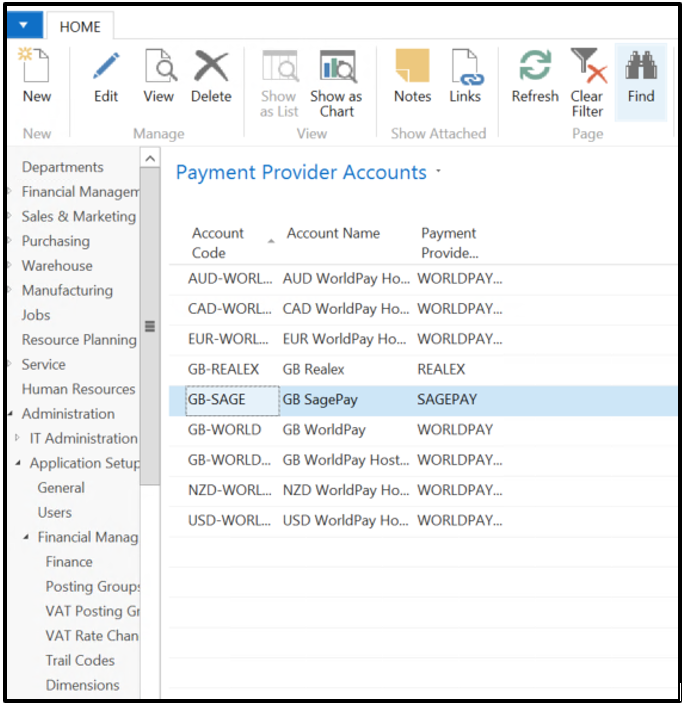 HOME
New Edit View Delete Show as List Show as Chart Notes Links Refresh Clear Filter Find
New Manage View Show Attached Page
Departments
Financial Managem
Sales & Marketing
Purchasing
Warehouse
Manufacturing
Jobs
Resource Planning
Service
Human Resources
Administration
IT Administration
Application Setup
General
Users
Financial Manag
Finance
Posting Groups
VAT Posting Gr
VAT Rate Chan
Trail Codes
Dimensions
Payment Provider Accounts
Account Code Account Name Payment Provide...
AUD-WORL... AUD WorldPay Ho... WORLDPAY...
CAD-WORL... CAD WorldPay Ho... WORLDPAY...
EUR-WORL... EUR WorldPay Ho... WORLDPAY...
GB-REALEX GB Realex REALEX
GB-SAGE GB SagePay SAGEPAY
GB-WORLD GB WorldPay WORLDPAY
GB-WORLD... GB WorldPay Host... WORLDPAY...
NZD-WORL... NZD WorldPay Ho... WORLDPAY...
USD-WORL... USD WorldPay Ho... WORLDPAY...